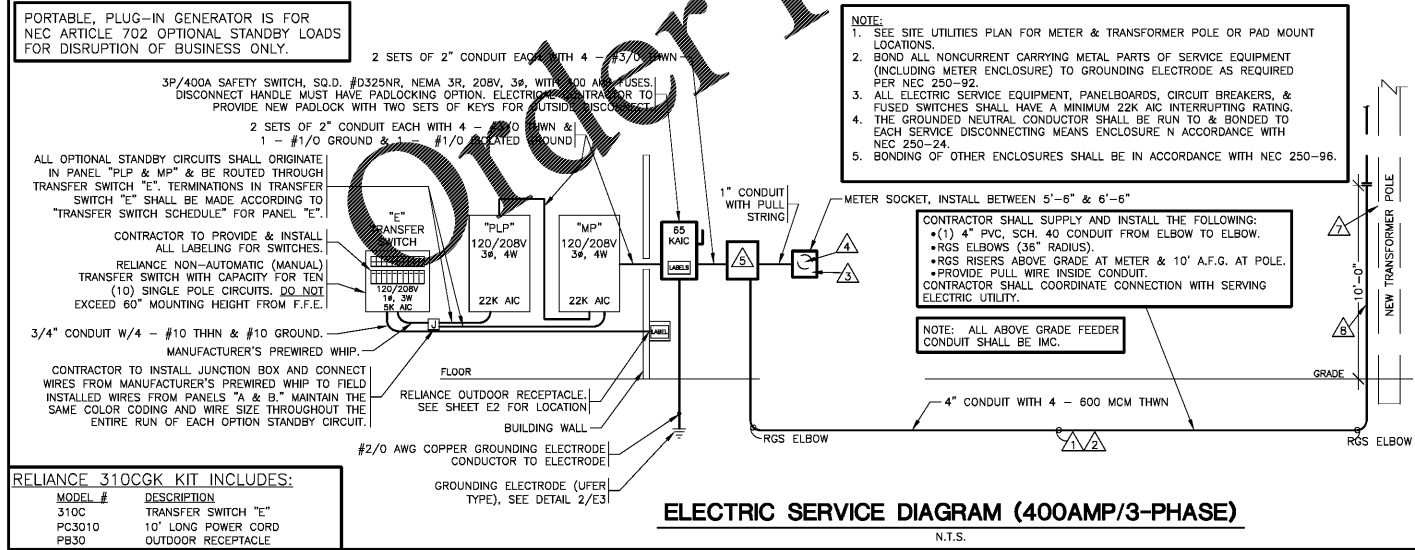 PORTABLE, PLUG-IN GENERATOR IS FOR
NEC ARTICLE 702 OPTIONAL STANDBY LOADS
FOR DISRUPTION OF BUSINESS ONLY.
2 SETS OF 2" CONDUIT EACH WITH 4 - #3/0 THWN
3P/400A SAFETY SWITCH, SQ.D. #D325NR, NEMA 3R, 208V, 3ø, WITH 400 AMP FUSES.
DISCONNECT HANDLE MUST HAVE PADLOCKING OPTION. ELECTRICAL CONTRACTOR TO
PROVIDE NEW PADLOCK WITH TWO SETS OF KEYS FOR OUTSIDE DISCONNECT.
2 SETS OF 2" CONDUIT EACH WITH 4 - #3/0 THWN &
1 - #1/0 GROUND & 1 - #1/0 ISOLATED GROUND
ALL OPTIONAL STANDBY CIRCUITS SHALL ORIGINATE
IN PANEL "PLP & MP" & BE ROUTED THROUGH
TRANSFER SWITCH "E". TERMINATIONS IN TRANSFER
SWITCH "E" SHALL BE MADE ACCORDING TO
"TRANSFER SWITCH SCHEDULE" FOR PANEL "E".
CONTRACTOR TO PROVIDE & INSTALL
ALL LABELING FOR SWITCHES.
RELIANCE NON-AUTOMATIC (MANUAL)
TRANSFER SWITCH WITH CAPACITY FOR TEN
(10) SINGLE POLE CIRCUITS. DO NOT
EXCEED 60" MOUNTING HEIGHT FROM F.F.E.
3/4" CONDUIT W/4 - #10 THHN & #10 GROUND.
MANUFACTURER'S PREWIRED WHIP.
CONTRACTOR TO INSTALL JUNCTION BOX AND CONNECT
WIRES FROM MANUFACTURER'S PREWIRED WHIP TO FIELD
INSTALLED WIRES FROM PANELS "A & B." MAINTAIN THE
SAME COLOR CODING AND WIRE SIZE THROUGHOUT THE
ENTIRE RUN OF EACH OPTION STANDBY CIRCUIT.
"E"
TRANSFER
SWITCH
120/208V
1ø, 3W
5K AIC
J
"PLP"
120/208V
3ø, 4W
22K AIC
"MP"
120/208V
3ø, 4W
22K AIC
65
KAIC
LABELS
LABEL
5
1" CONDUIT
WITH PULL
STRING
4
3
METER SOCKET, INSTALL BETWEEN 5'-6" & 6'-6"
NOTE:
1. SEE SITE UTILITIES PLAN FOR METER & TRANSFORMER POLE OR PAD MOUNT
LOCATIONS.
2. BOND ALL NONCURRENT CARRYING METAL PARTS OF SERVICE EQUIPMENT
(INCLUDING METER ENCLOSURE) TO GROUNDING ELECTRODE AS REQUIRED
PER NEC 250-92.
3. ALL ELECTRIC SERVICE EQUIPMENT, PANELBOARDS, CIRCUIT BREAKERS, &
FUSED SWITCHES SHALL HAVE A MINIMUM 22K AIC INTERRUPTING RATING.
4. THE GROUNDED NEUTRAL CONDUCTOR SHALL BE RUN TO & BONDED TO
EACH SERVICE DISCONNECTING MEANS ENCLOSURE N ACCORDANCE WITH
NEC 250-24.
5. BONDING OF OTHER ENCLOSURES SHALL BE IN ACCORDANCE WITH NEC 250-96.
CONTRACTOR SHALL SUPPLY AND INSTALL THE FOLLOWING:
•(1) 4" PVC, SCH. 40 CONDUIT FROM ELBOW TO ELBOW.
•RGS ELBOWS (36" RADIUS).
•RGS RISERS ABOVE GRADE AT METER & 10' A.F.G. AT POLE.
•PROVIDE PULL WIRE INSIDE CONDUIT.
CONTRACTOR SHALL COORDINATE CONNECTION WITH SERVING
ELECTRIC UTILITY.
NOTE: ALL ABOVE GRADE FEEDER
CONDUIT SHALL BE IMC.
7
10'-0"
8
NEW TRANSFORMER POLE
GRADE
FLOOR
RELIANCE OUTDOOR RECEPTACLE.
SEE SHEET E2 FOR LOCATION
BUILDING WALL
#2/0 AWG COPPER GROUNDING ELECTRODE
CONDUCTOR TO ELECTRODE
GROUNDING ELECTRODE (UFER
TYPE), SEE DETAIL 2/E3
RGS ELBOW
4" CONDUIT WITH 4 - 600 MCM THWN
1 2
RGS ELBOW
RELIANCE 310CGK KIT INCLUDES:
MODEL # DESCRIPTION
310C TRANSFER SWITCH "E"
PC3010 10' LONG POWER CORD
PB30 OUTDOOR RECEPTACLE
ELECTRIC SERVICE DIAGRAM (400AMP/3-PHASE)
N.T.S.
Order